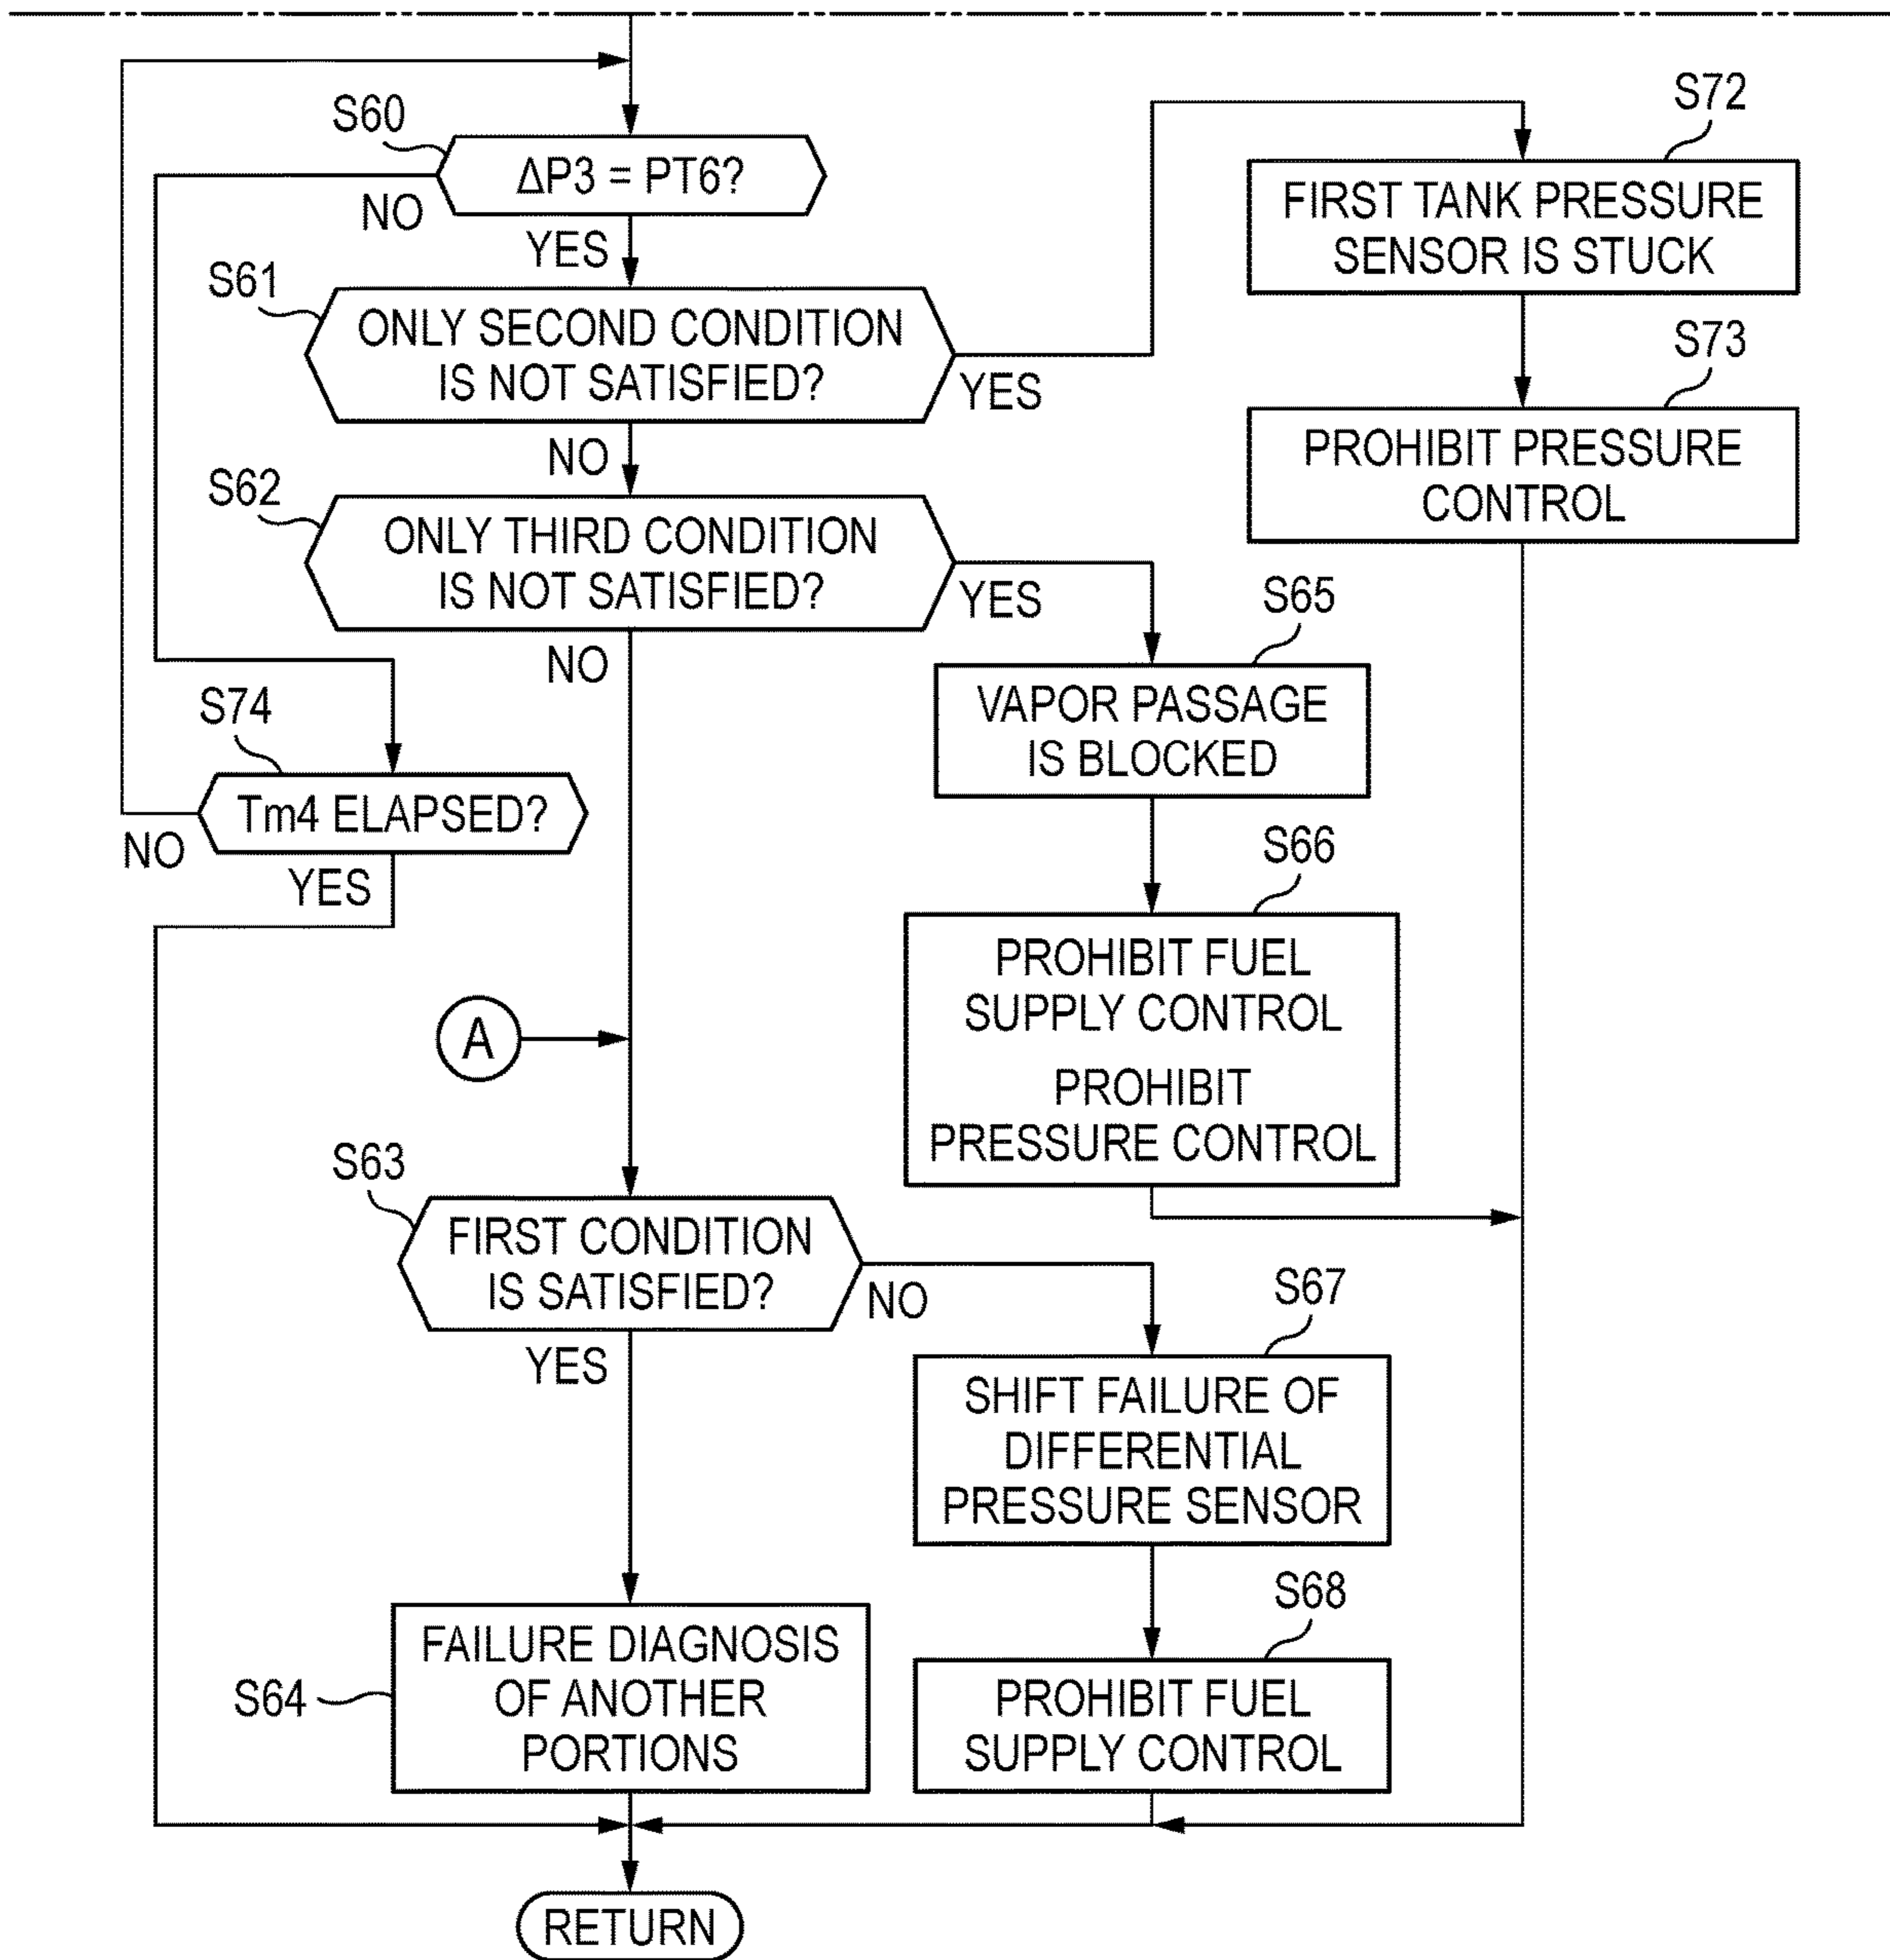 S60
ΔP3 = PT6?
NO
YES
S61
ONLY SECOND CONDITION
IS NOT SATISFIED?
YES
NO
S72
FIRST TANK PRESSURE
SENSOR IS STUCK
S73
PROHIBIT PRESSURE
CONTROL
S62
ONLY THIRD CONDITION
IS NOT SATISFIED?
YES
NO
S65
VAPOR PASSAGE
IS BLOCKED
S74
Tm4 ELAPSED?
NO
YES
S66
PROHIBIT FUEL
SUPPLY CONTROL
PROHIBIT
PRESSURE CONTROL
A
S63
FIRST CONDITION
IS SATISFIED?
NO
YES
S67
SHIFT FAILURE OF
DIFFERENTIAL
PRESSURE SENSOR
S64
FAILURE DIAGNOSIS
OF ANOTHER
PORTIONS
S68
PROHIBIT FUEL
SUPPLY CONTROL
RETURN